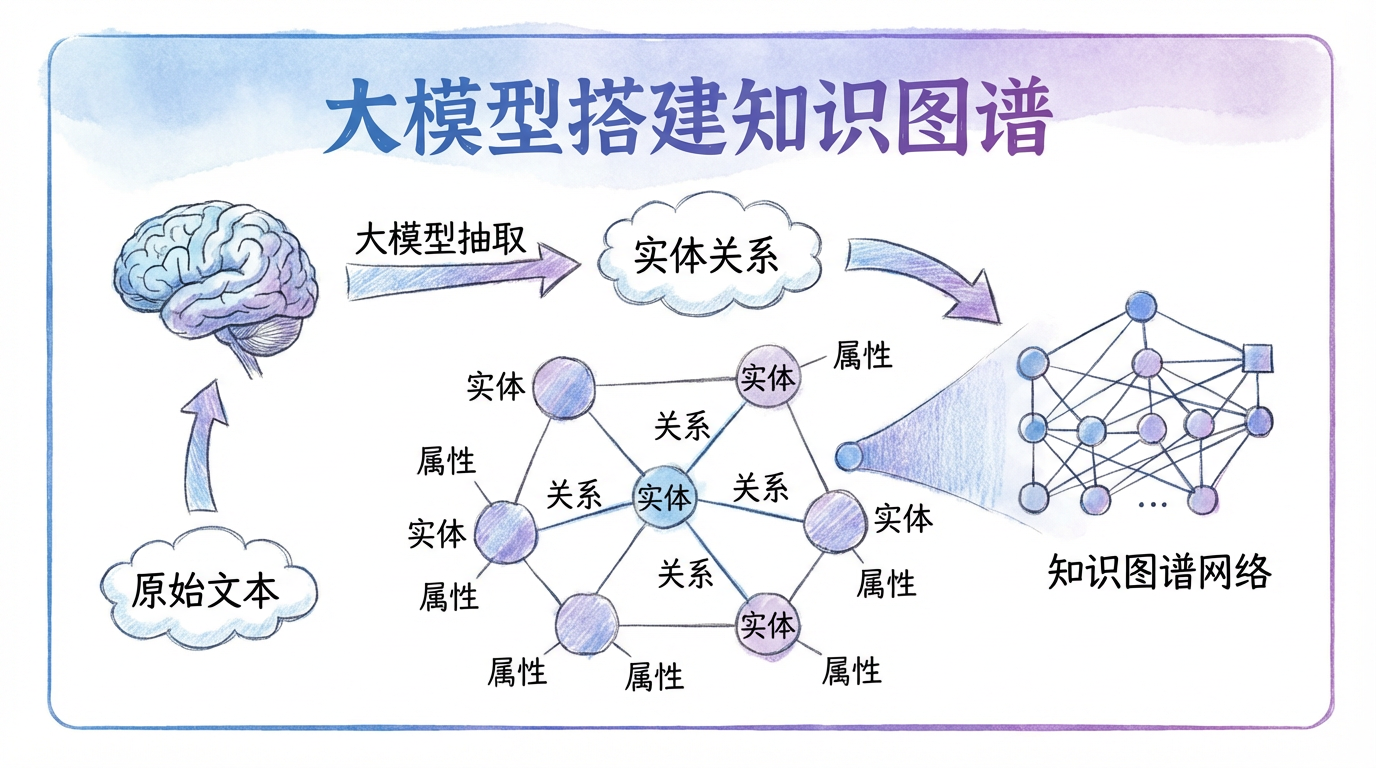 大模型搭建知识图谱
大模型抽取
实体关系
原始文本
实体
实体
属性
关系
属性
关系
实体
关系
实体
实体
属性
关系
属性
实体
属性
属性
属性
...
知识图谱网络